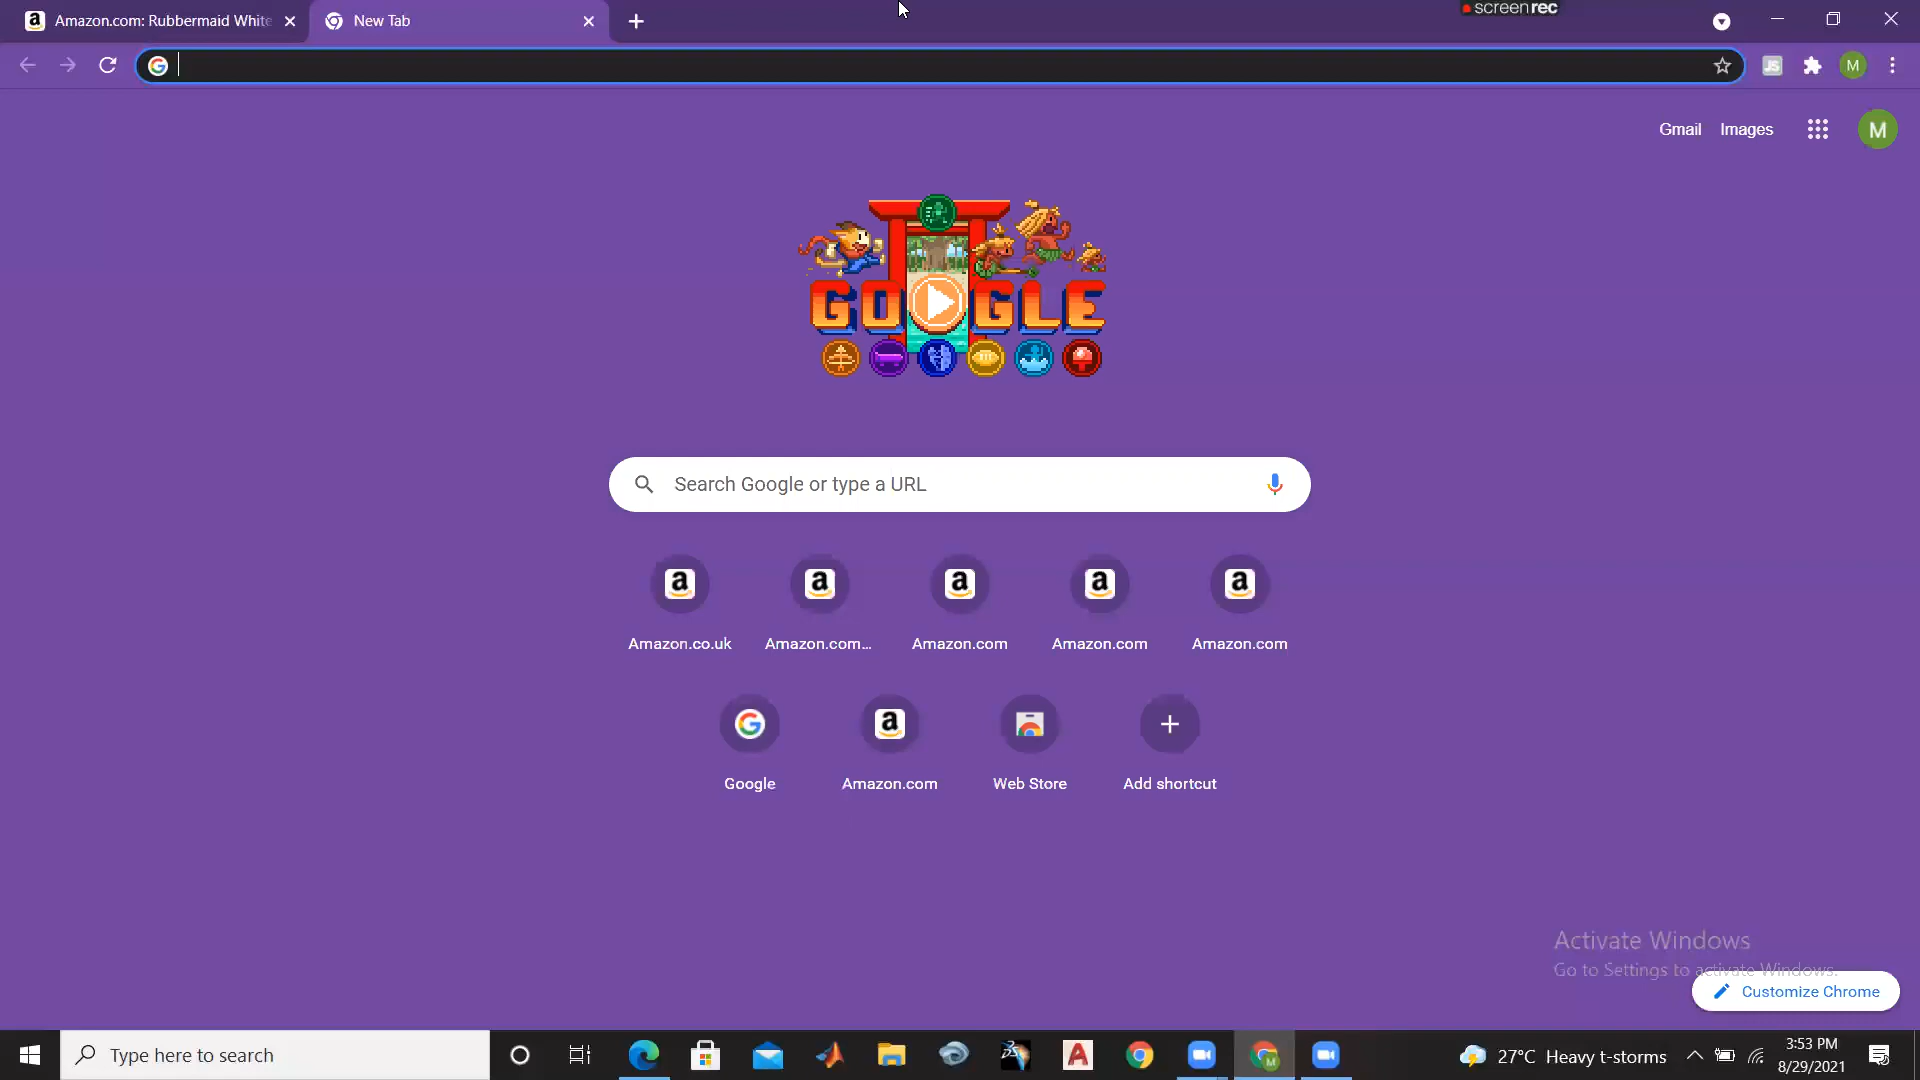 Amazon.com: Rubbermaid White
New Tab
screenrec
JS
M
Gmail
Images
M
GOOGLE
Search Google or type a URL
Amazon.co.uk
Amazon.com...
Amazon.com
Amazon.com
Amazon.com
Google
Amazon.com
Web Store
Add shortcut
Activate Windows
Go to Settings to activate Windows.
Customize Chrome
Type here to search
27°C Heavy t-storms
3:53 PM
8/29/2021